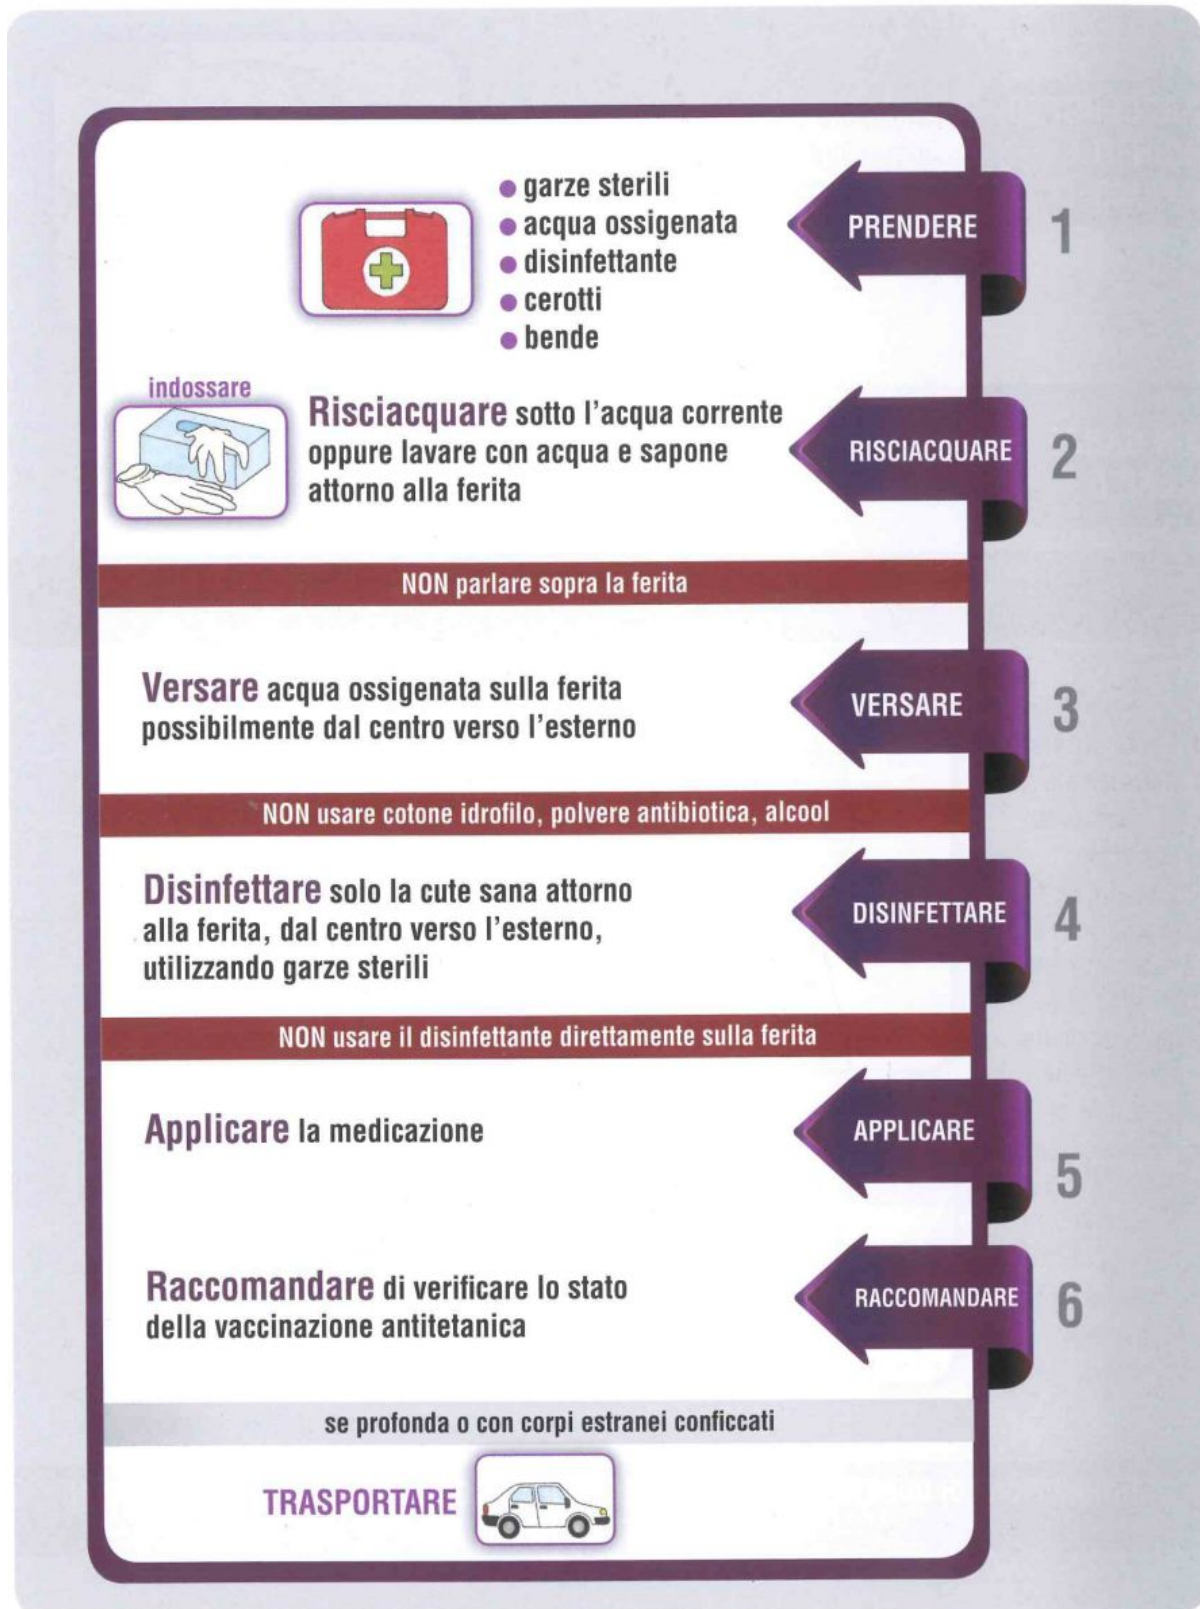 garze sterili
acqua ossigenata
disinfettante
cerotti
bende
PRENDERE
1
indossare
Risciacquare sotto l'acqua corrente
oppure lavare con acqua e sapone
attorno alla ferita
RISCIACQUARE
2
NON parlare sopra la ferita
Versare acqua ossigenata sulla ferita
possibilmente dal centro verso l'esterno
VERSARE
3
NON usare cotone idrofilo, polvere antibiotica, alcool
Disinfettare solo la cute sana attorno
alla ferita, dal centro verso l'esterno,
utilizzando garze sterili
DISINFETTARE
4
NON usare il disinfettante direttamente sulla ferita
Applicare la medicazione
APPLICARE
5
Raccomandare di verificare lo stato
della vaccinazione antitetanica
RACCOMANDARE
6
se profonda o con corpi estranei conficcati
TRASPORTARE